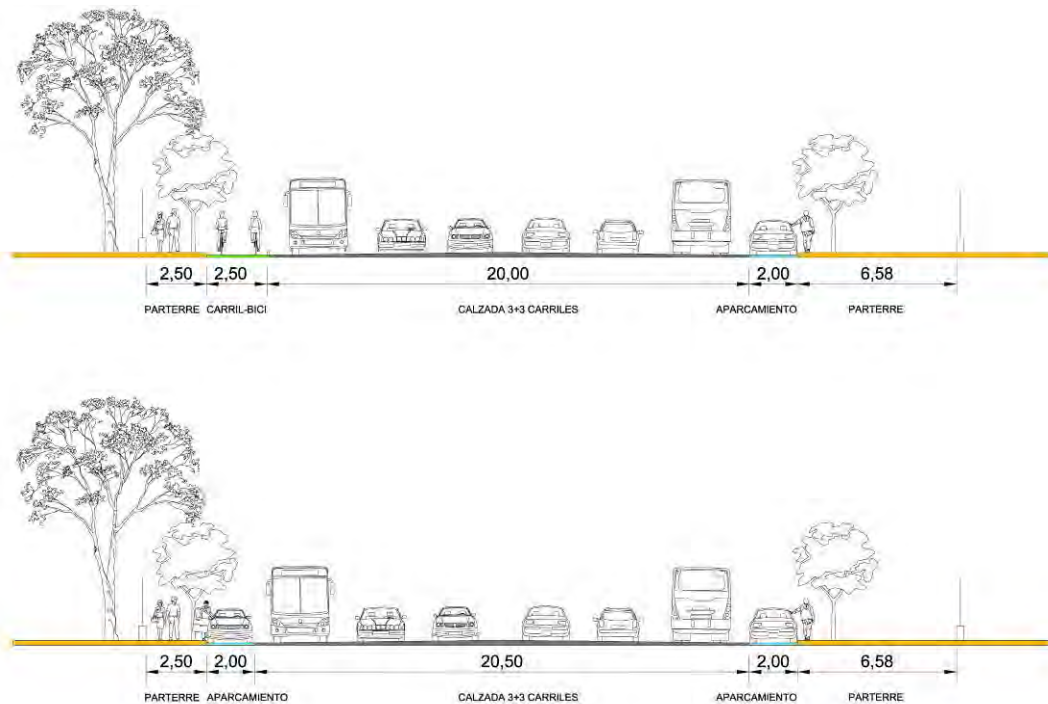 2,50 2,50 20,00 2,00 6,58
PARTERRE CARRIL-BICI CALZADA 3+3 CARRILES APARCAMIENTO PARTERRE
2,50 2,00 20,50 2,00 6,58
PARTERRE APARCAMIENTO CALZADA 3+3 CARRILES APARCAMIENTO PARTERRE